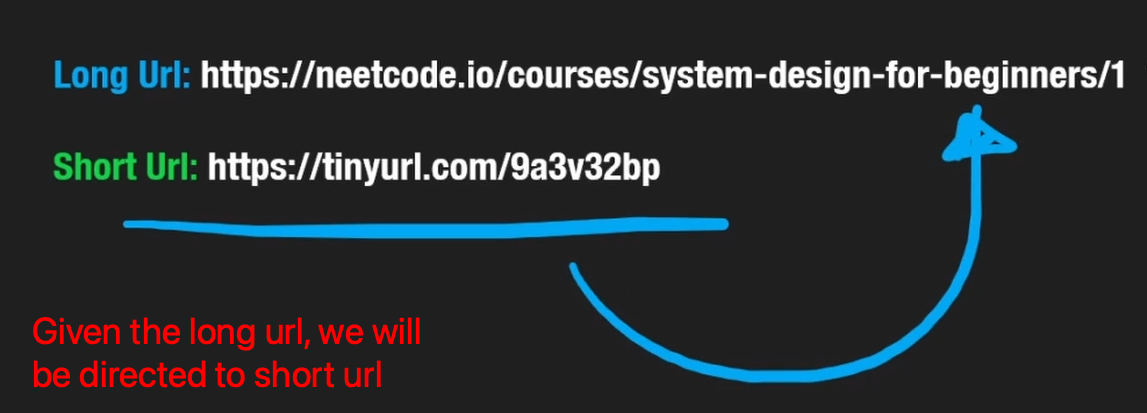 Long Url: https://neetcode.io/courses/system-design-for-beginners/1
Short Url: https://tinyurl.com/9a3v32bp
Given the long url, we will
be directed to short url